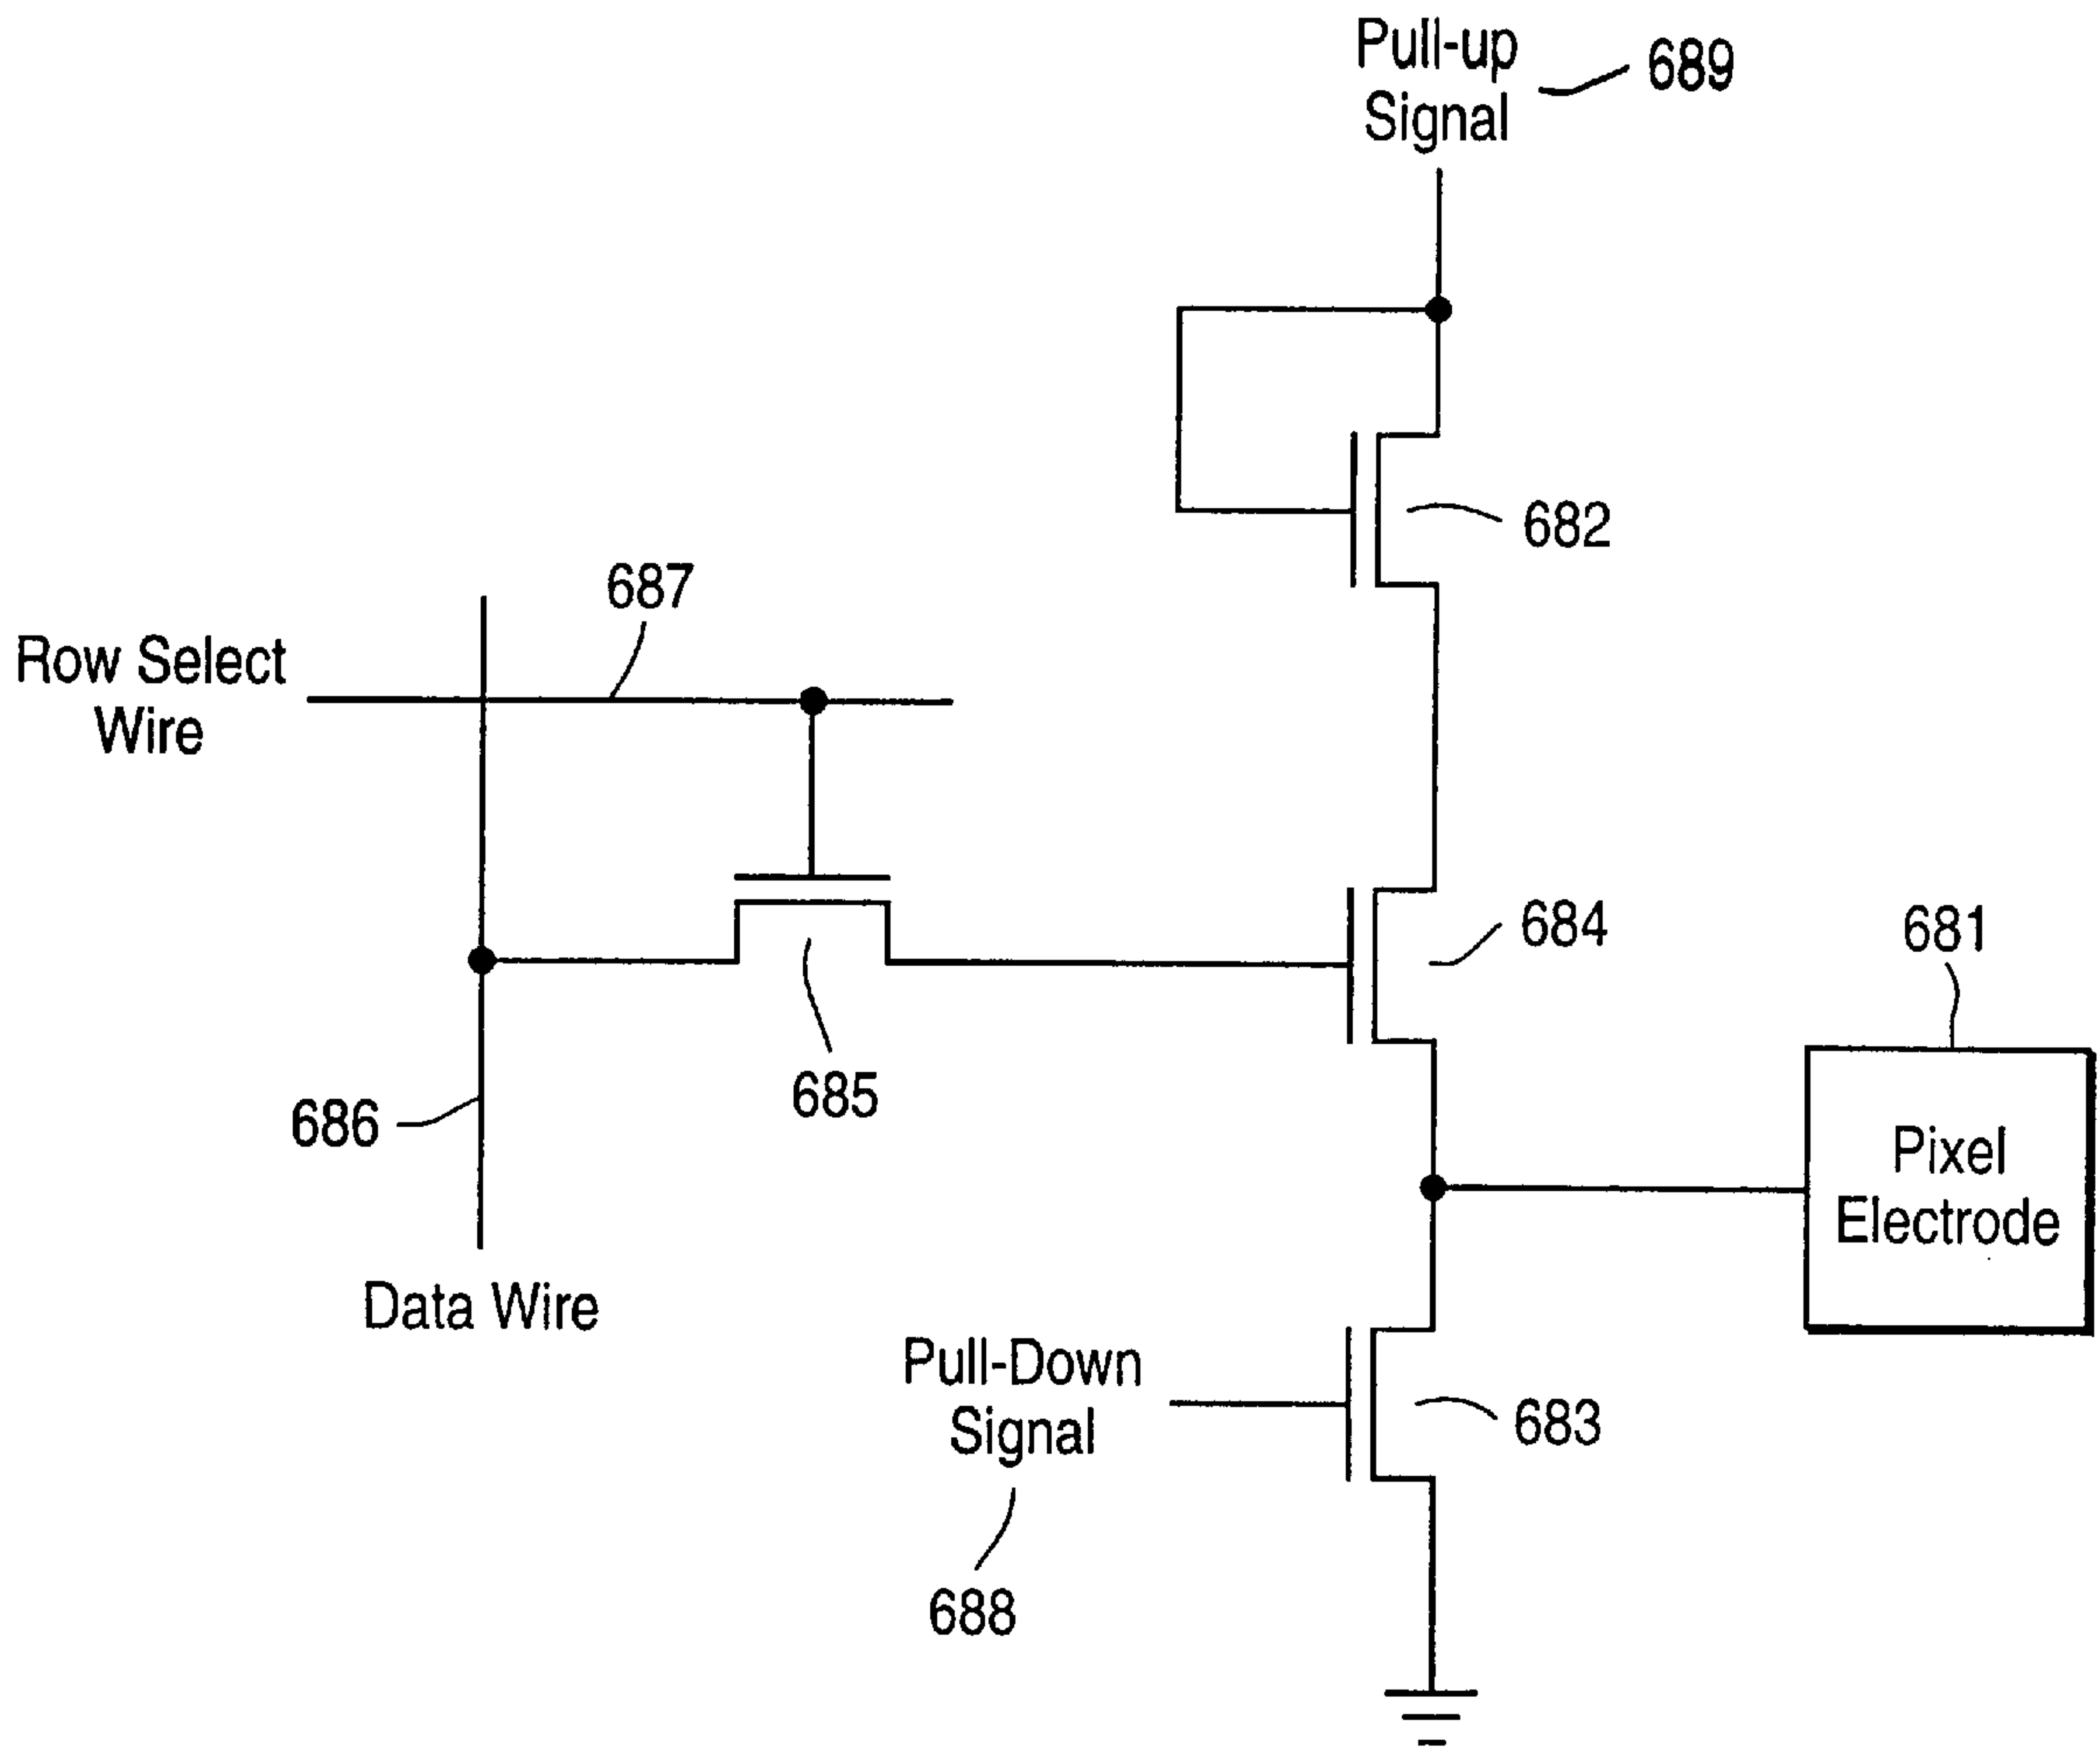 Pull-up
Signal
689
682
687
Row Select
Wire
684
681
685
686
Pixel
Electrode
Data Wire
Pull-Down
Signal
683
688